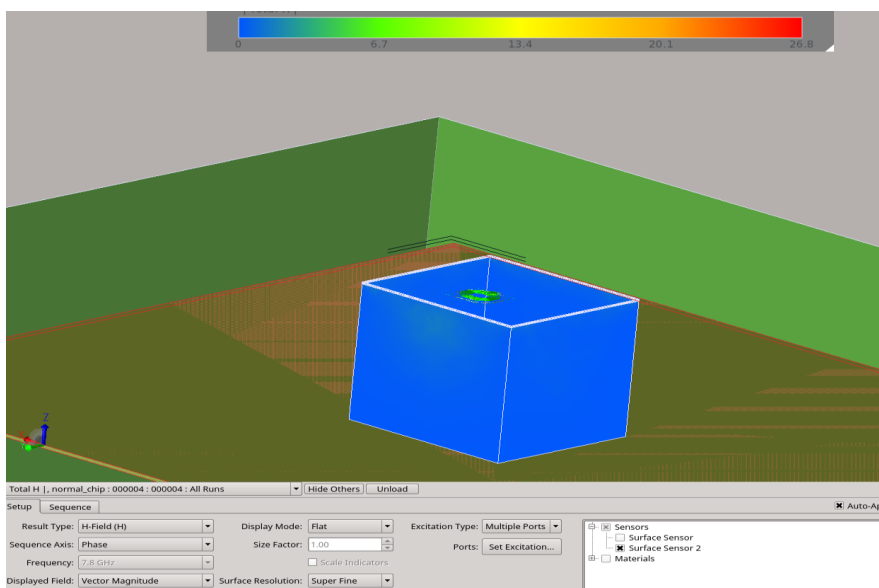 | Total H |
0 6.7 13.4 20.1 26.8
Z
Total H |, normal_chip : 000004 : 000004 : All Runs Hide Others Unload
Setup Sequence Auto-Ap
Result Type: H-Field (H) Display Mode: Flat Excitation Type: Multiple Ports Sensors
Sequence Axis: Phase Size Factor: 1.00 Ports: Set Excitation... Surface Sensor
Surface Sensor 2
Frequency: 7.8 GHz Scale Indicators Materials
Displayed Field: Vector Magnitude Surface Resolution: Super Fine